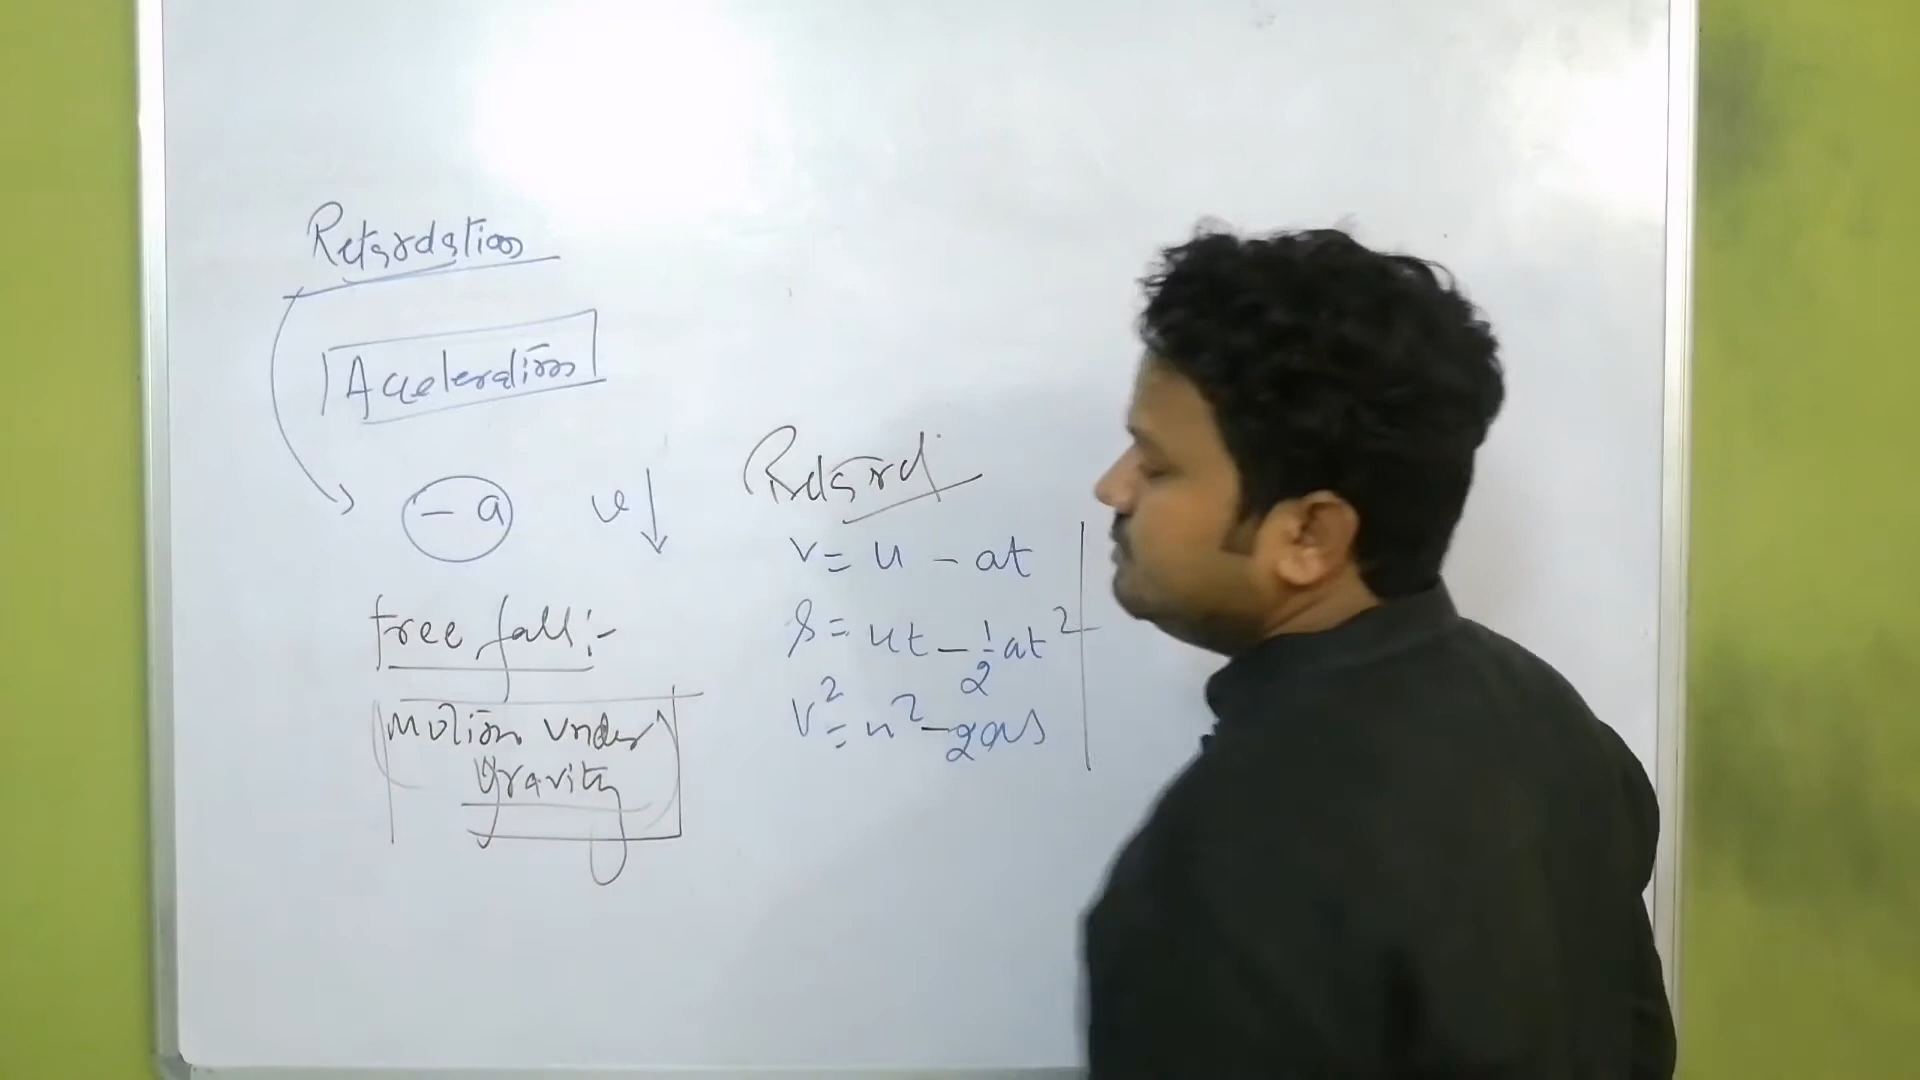 Retardation
Acceleration
- a v ↓
free fall :-
Motion under
gravity
Retard
v = u - at
s = ut - 1/2 at²
v² = u² - 2as